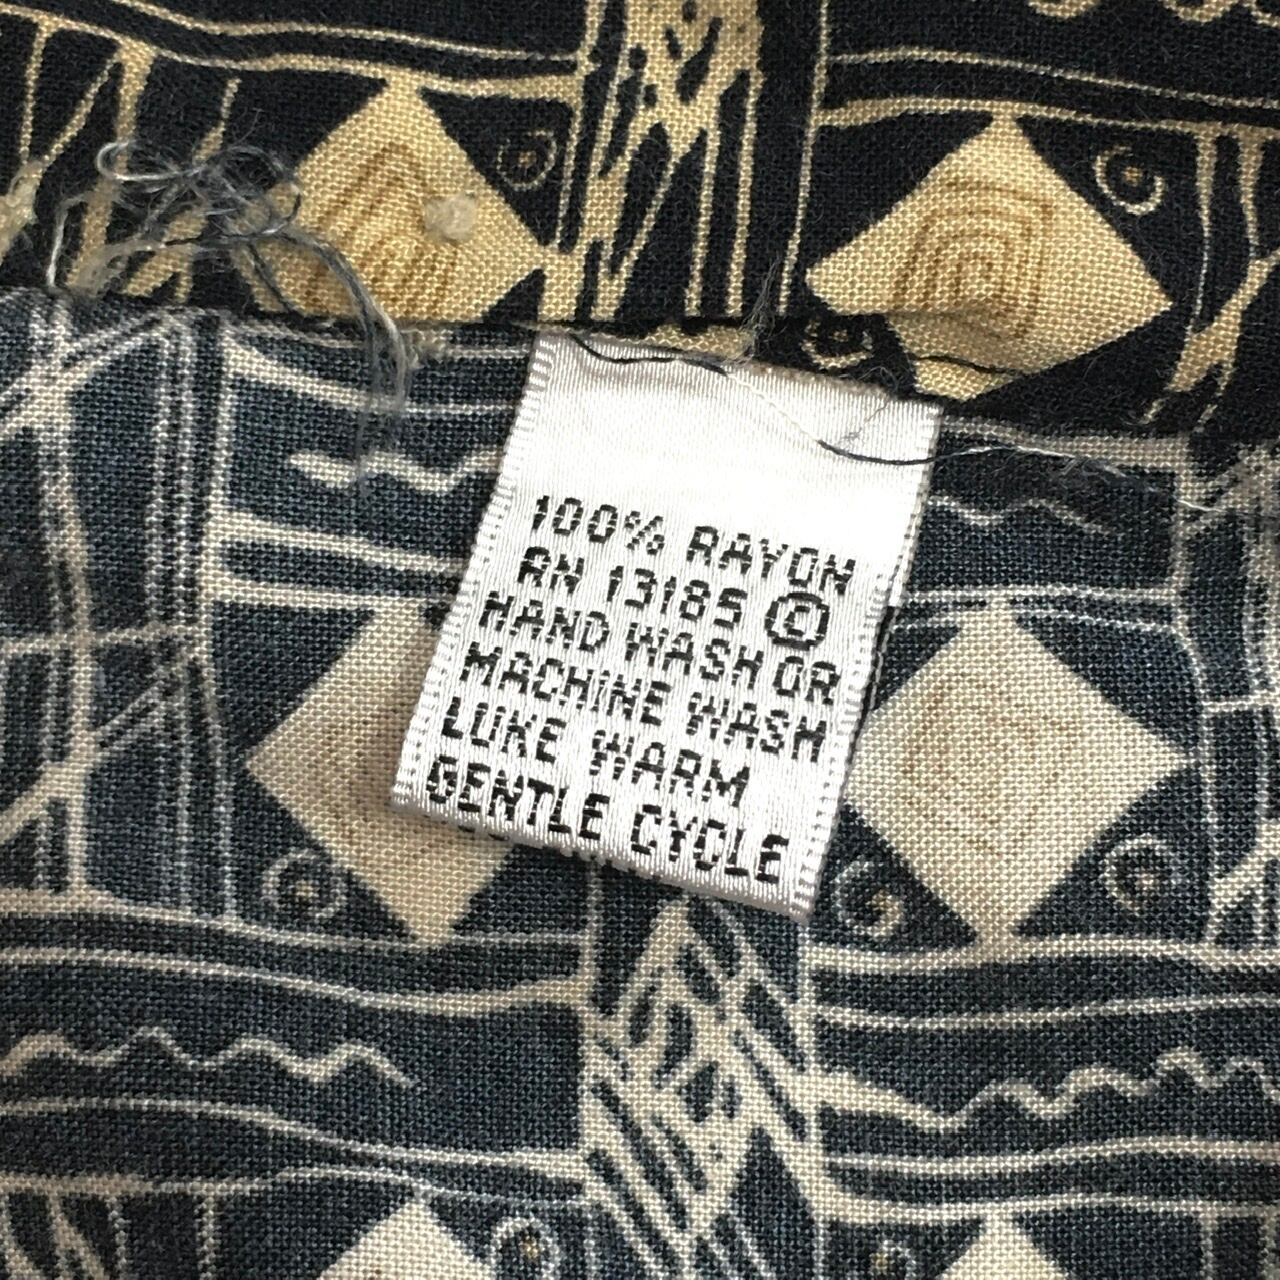 100% RAYON
RN 13185 ©
HAND WASH OR
MACHINE WASH
LUKE WARM
GENTLE CYCLE